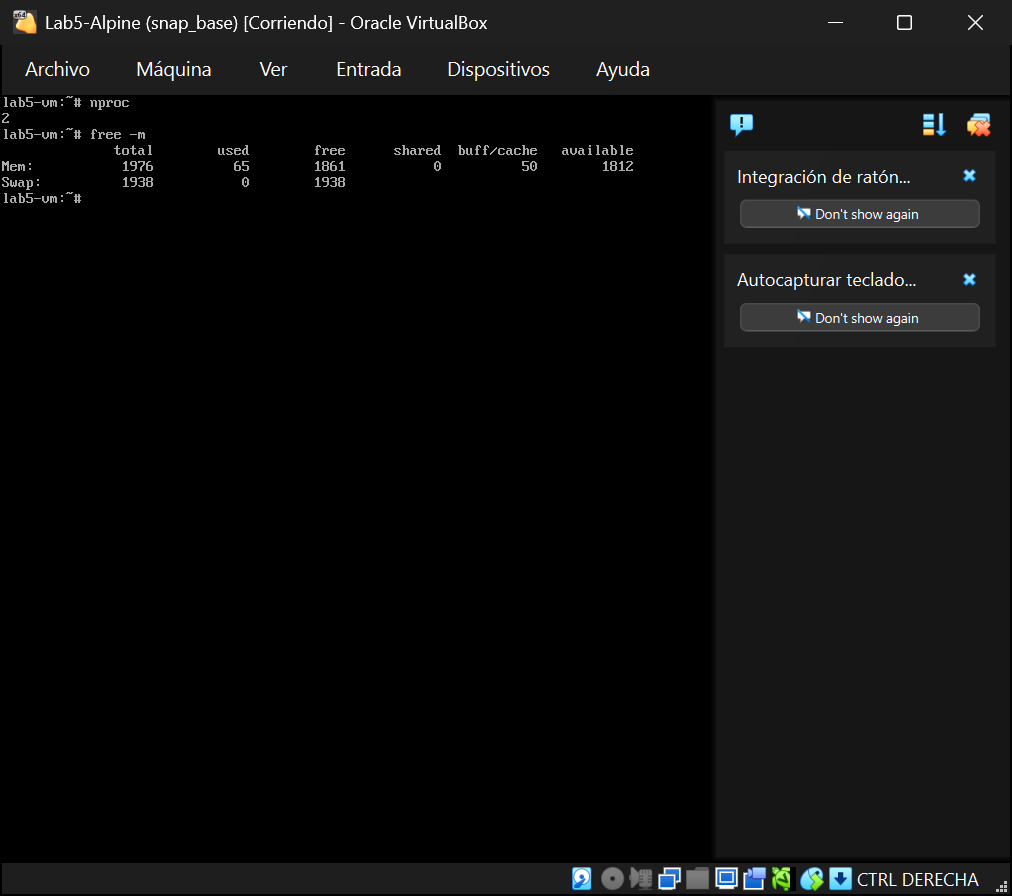 Lab5-Alpine (snap_base) [Corriendo] - Oracle VirtualBox
Archivo Máquina Ver Entrada Dispositivos Ayuda
lab5-vm:~# nproc
2
lab5-vm:~# free -m
total used free shared buff/cache available
Mem: 1976 65 1861 0 50 1812
Swap: 1938 0 1938
lab5-vm:~#
Integración de ratón...
Don't show again
Autocapturar teclado...
Don't show again
CTRL DERECHA